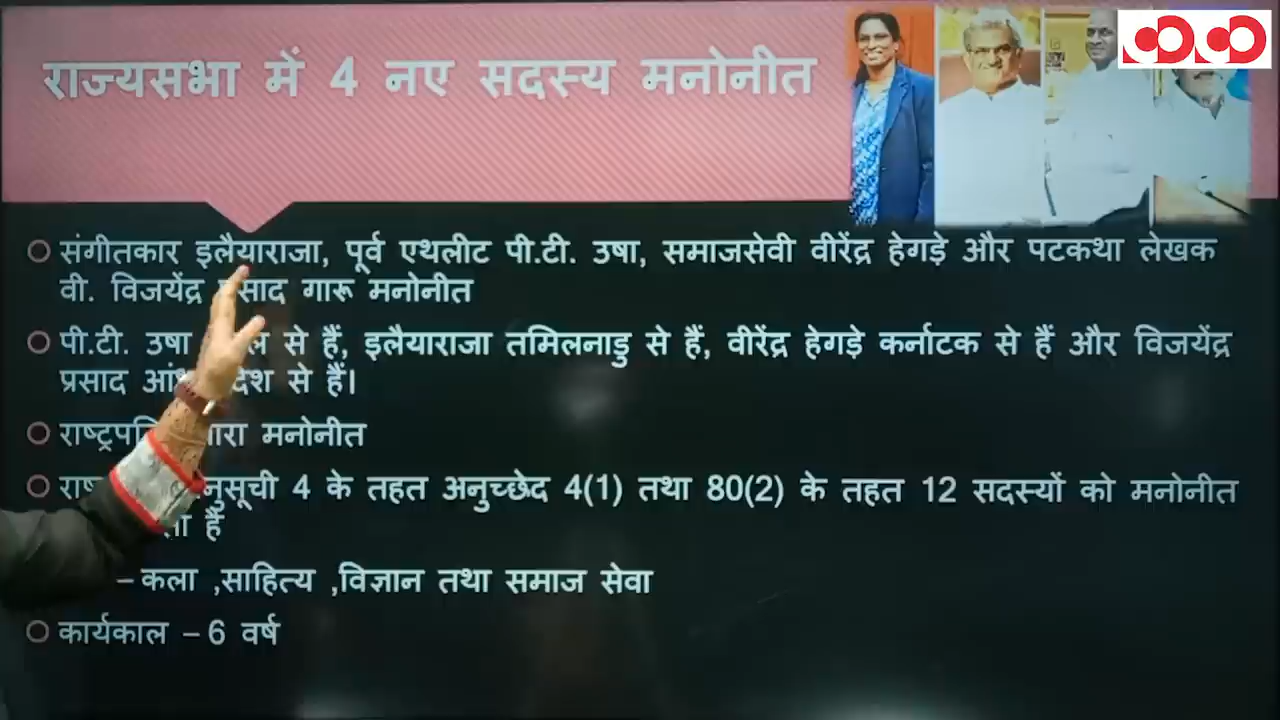 राज्यसभा में 4 नए सदस्य मनोनीत
संगीतकार इलैयाराजा, पूर्व एथलीट पी.टी. उषा, समाजसेवी वीरेंद्र हेगड़े और पटकथा लेखक
वी. विजयेंद्र प्रसाद गारू मनोनीत
पी.टी. उषा से हैं, इलैयाराजा तमिलनाडु से हैं, वीरेंद्र हेगड़े कर्नाटक से हैं और विजयेंद्र
प्रसाद से हैं।
मनोनीत
4 के तहत अनुच्छेद 4(1) तथा 80(2) के तहत 12 सदस्यों को मनोनीत
हैं
– कला ,साहित्य ,विज्ञान तथा समाज सेवा
कार्यकाल – 6 वर्ष